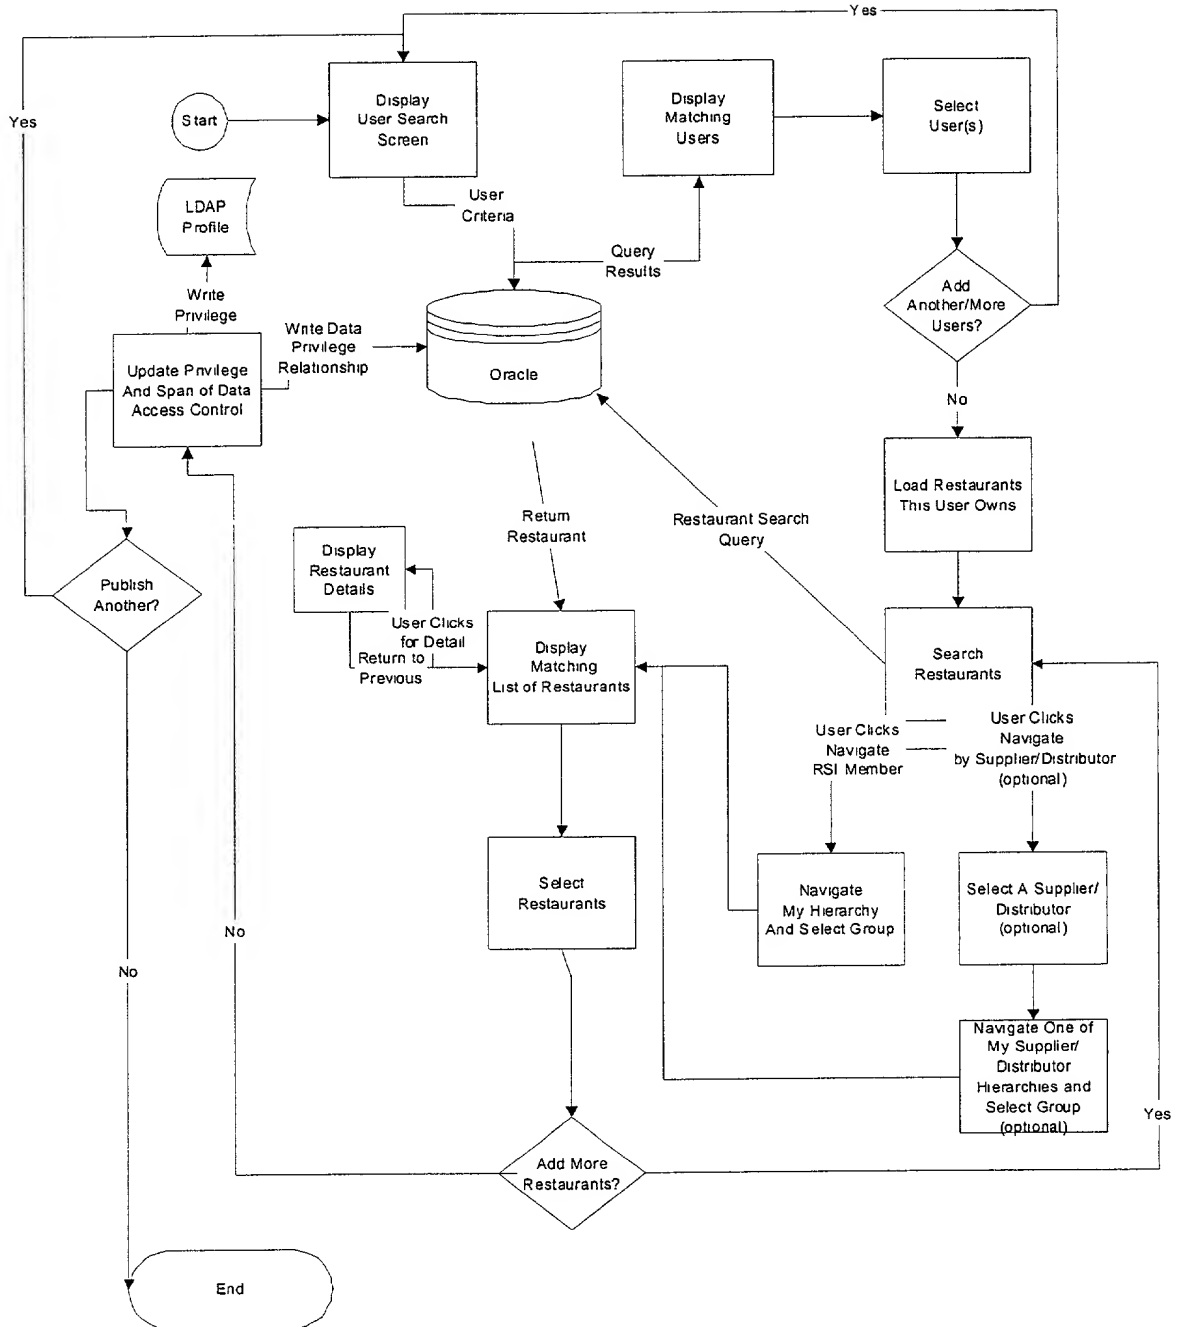 Yes
Yes
Start
Display
User Search
Screen
Display
Matching
Users
Select
User(s)
LDAP
Profile
User
Criteria
Query
Results
Write
Privilege
Write Data
Privilege
Relationship
Add
Another/More
Users?
Update Privilege
And Span of Data
Access Control
Oracle
No
Load Restaurants
This User Owns
Return
Restaurant
Restaurant Search
Query
Display
Restaurant
Details
Publish
Another?
User Clicks
for Detail
Return to
Previous
Display
Matching
List of Restaurants
Search
Restaurants
User Clicks
Navigate
RSI Member
User Clicks
Navigate
by Supplier/Distributor
(optional)
Select
Restaurants
Navigate
My Hierarchy
And Select Group
Select A Supplier/
Distributor
(optional)
No
No
Navigate One of
My Supplier/
Distributor
Hierarchies and
Select Group
(optional)
Yes
Add More
Restaurants?
End